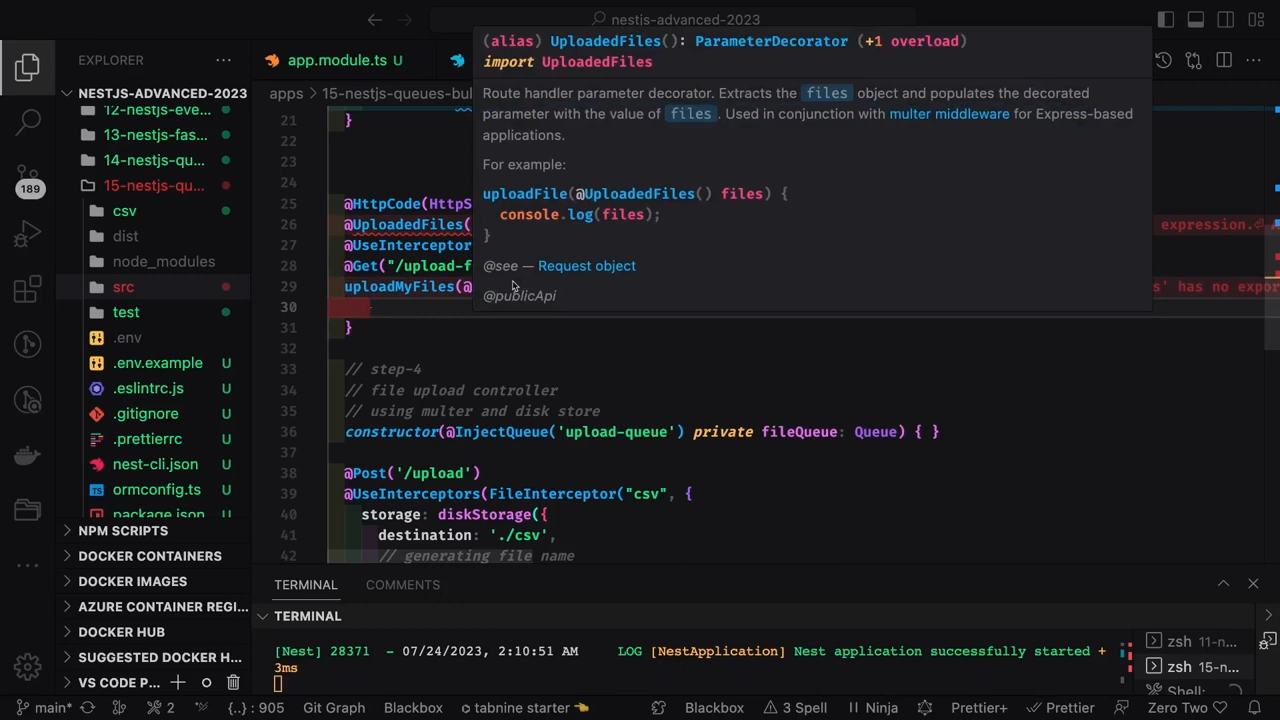 nestjs-advanced-2023
EXPLORER
app.module.ts U
NESTJS-ADVANCED-2023
12-nestjs-eve...
13-nestjs-fas...
14-nestjs-qu...
15-nestjs-qu...
189
csv
dist
node_modules
src
test
.env
.env.example U
.eslintrc.js U
.gitignore U
.prettierrc U
nest-cli.json U
ormconfig.ts U
package.json U
NPM SCRIPTS
DOCKER CONTAINERS
DOCKER IMAGES
AZURE CONTAINER REGI...
DOCKER HUB
SUGGESTED DOCKER H...
VS CODE P...
apps > 15-nestjs-queues-bul
(alias) UploadedFiles(): ParameterDecorator (+1 overload)
import UploadedFiles
Route handler parameter decorator. Extracts the files object and populates the decorated
parameter with the value of files. Used in conjunction with multer middleware for Express-based
applications.
For example:
uploadFile(@UploadedFiles() files) {
console.log(files);
}
@see — Request object
@publicApi
21 }
22
23
24
25 @HttpCode(HttpS
26 @UploadedFiles( expression.
27 @UseInterceptor
28 @Get("/upload-f
29 uploadMyFiles(@ s' has no expor
30
31 }
32
33 // step-4
34 // file upload controller
35 // using multer and disk store
36 constructor(@InjectQueue('upload-queue') private fileQueue: Queue) { }
37
38 @Post('/upload')
39 @UseInterceptors(FileInterceptor("csv", {
40 storage: diskStorage({
41 destination: './csv',
42 // generating file name
TERMINAL COMMENTS
TERMINAL
[Nest] 28371 - 07/24/2023, 2:10:51 AM LOG [NestApplication] Nest application successfully started +
3ms
zsh 11-n...
zsh 15-n...
Shell:
main* 2 {..} : 905 Git Graph Blackbox tabnine starter Blackbox 3 Spell Ninja Prettier+ Prettier Zero Two